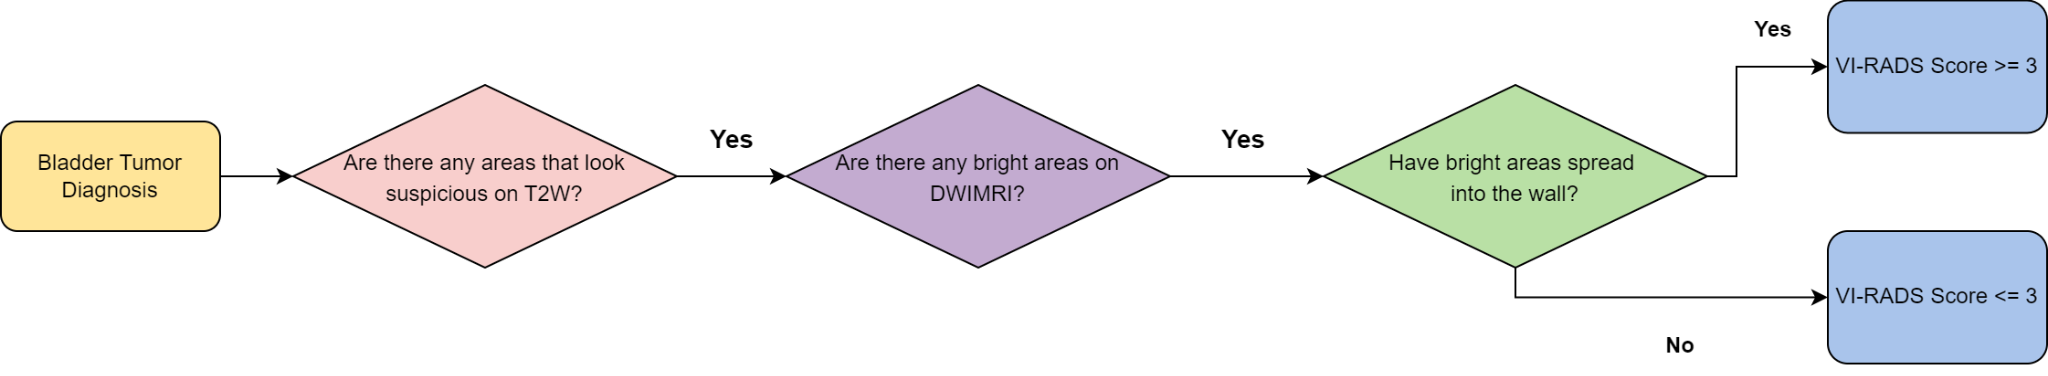 Bladder Tumor
Diagnosis
Are there any areas that look
suspicious on T2W?
Yes
Are there any bright areas on
DWIMRI?
Yes
Have bright areas spread
into the wall?
Yes
VI-RADS Score >= 3
No
VI-RADS Score <= 3